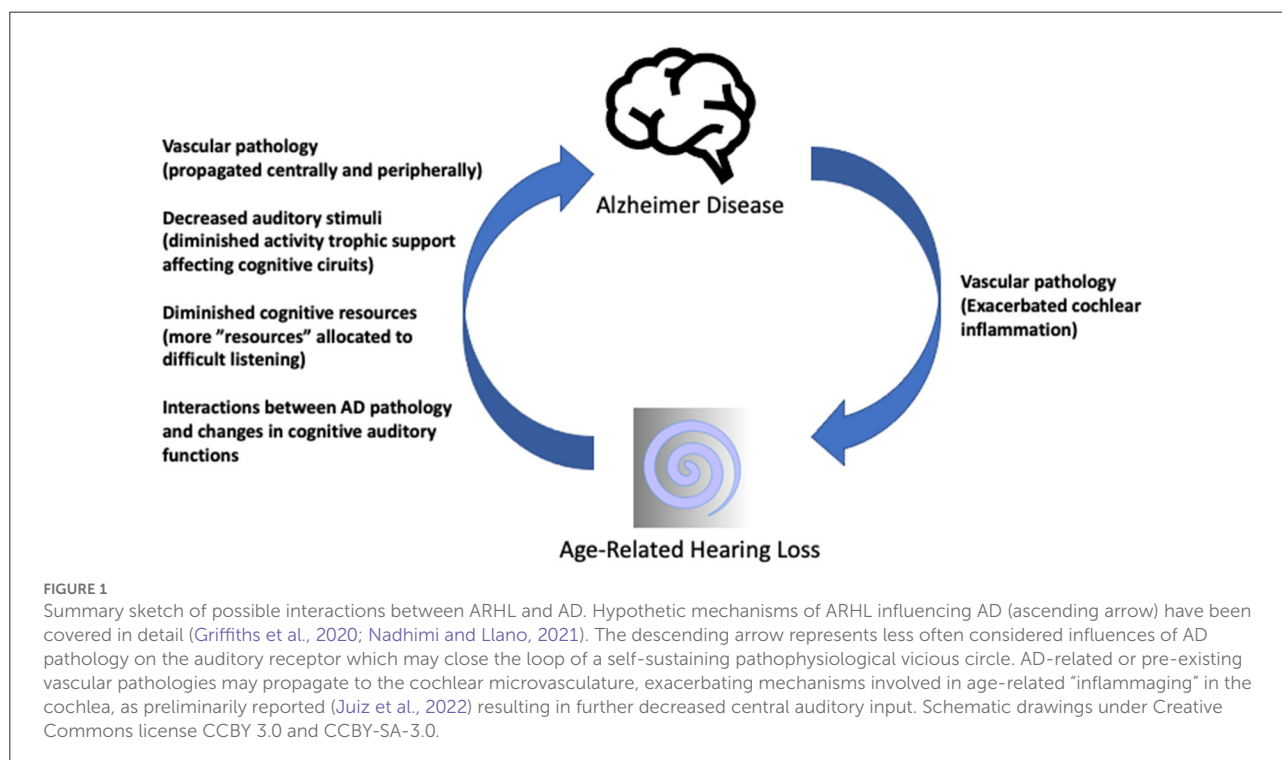 Vascular pathology
(propagated centrally and peripherally)
Decreased auditory stimuli
(diminished activity trophic support
affecting cognitive ciruits)
Diminished cognitive resources
(more ”resources” allocated to
difficult listening)
Interactions between AD pathology
and changes in cognitive auditory
functions
Alzheimer Disease
Vascular pathology
(Exacerbated cochlear
inflammation)
Age-Related Hearing Loss
FIGURE 1
Summary sketch of possible interactions between ARHL and AD. Hypothetic mechanisms of ARHL influencing AD (ascending arrow) have been
covered in detail (Griffiths et al., 2020; Nadhimi and Llano, 2021). The descending arrow represents less often considered influences of AD
pathology on the auditory receptor which may close the loop of a self-sustaining pathophysiological vicious circle. AD-related or pre-existing
vascular pathologies may propagate to the cochlear microvasculature, exacerbating mechanisms involved in age-related “inflammaging” in the
cochlea, as preliminarily reported (Juiz et al., 2022) resulting in further decreased central auditory input. Schematic drawings under Creative
Commons license CCBY 3.0 and CCBY-SA-3.0.